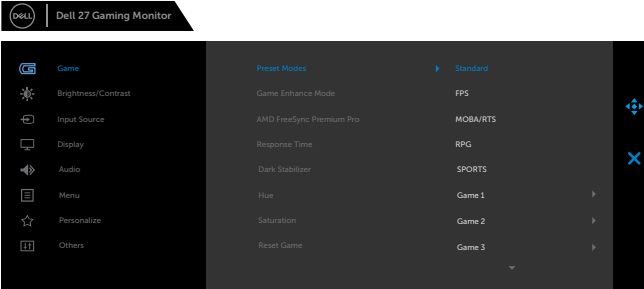 DELL Dell 27 Gaming Monitor
Game Preset Modes Standard
Brightness/Contrast Game Enhance Mode FPS
Input Source AMD FreeSync Premium Pro MOBA/RTS
Display Response Time RPG
Audio Dark Stabilizer SPORTS
Menu Hue Game 1
Personalize Saturation Game 2
Others Reset Game Game 3